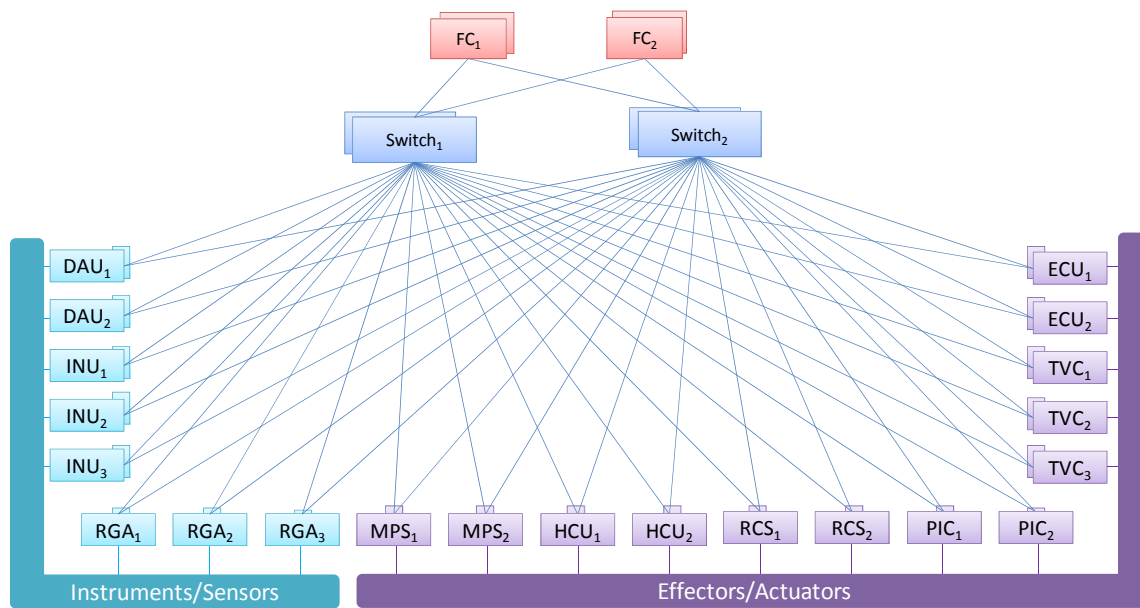 FC₁
FC₂
Switch₁
Switch₂
DAU₁
DAU₂
INU₁
INU₂
INU₃
ECU₁
ECU₂
TVC₁
TVC₂
TVC₃
RGA₁
RGA₂
RGA₃
MPS₁
MPS₂
HCU₁
HCU₂
RCS₁
RCS₂
PIC₁
PIC₂
Instruments/Sensors
Effectors/Actuators